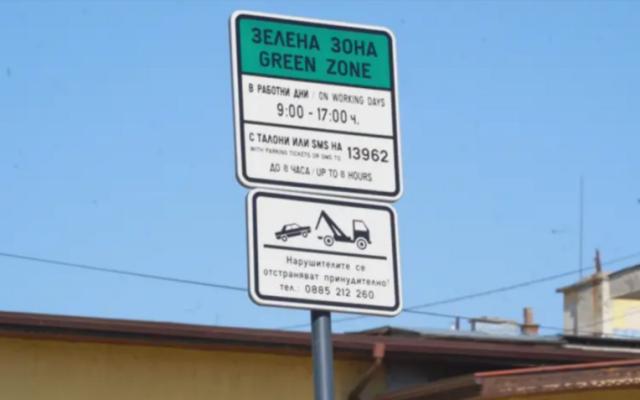 ЗЕЛЕНА ЗОНА
GREEN ZONE
В РАБОТНИ ДНИ / ON WORKING DAYS
9:00 - 17:00 ч.
С ТАЛОНИ ИЛИ SMS НА 13962
WITH PARKING TICKETS OR SMS TO
ДО 8 ЧАСА / UP TO 8 HOURS
Нарушителите се
отстраняват принудително!
тел.: 0885 212 260